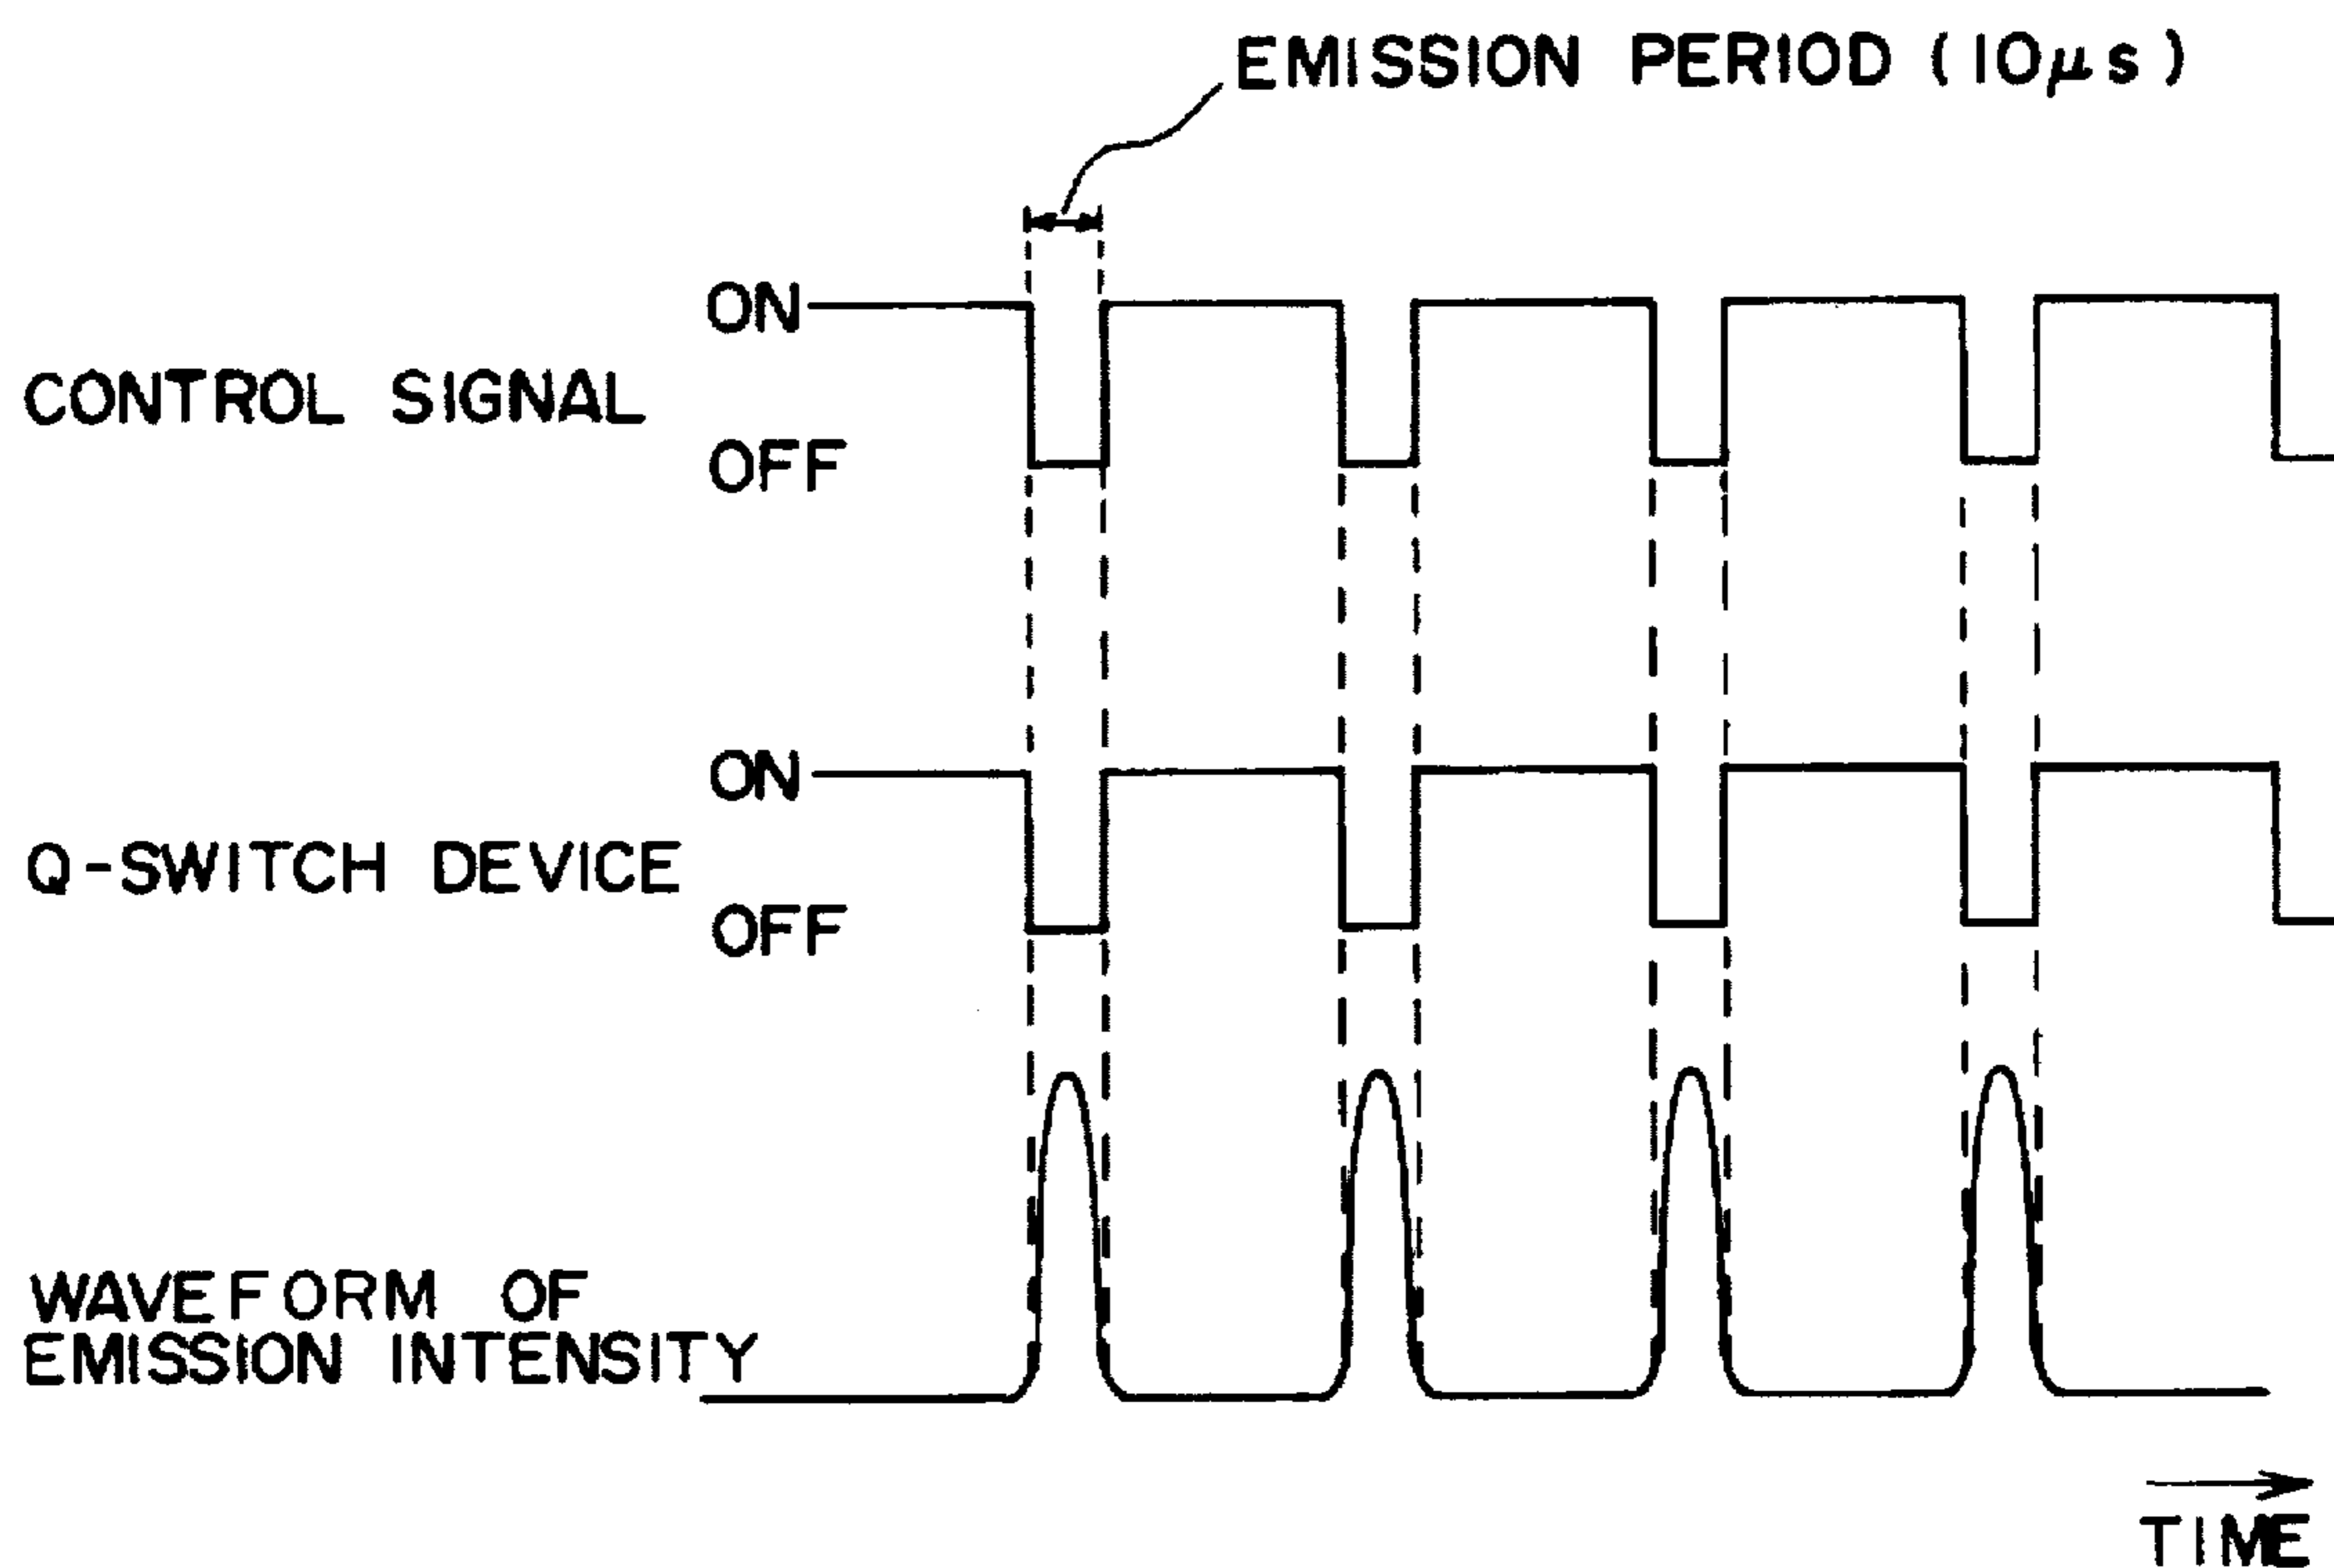 EMISSION PERIOD (10μs)
ON
CONTROL SIGNAL
OFF
ON
Q-SWITCH DEVICE
OFF
WAVEFORM OF
EMISSION INTENSITY
TIME